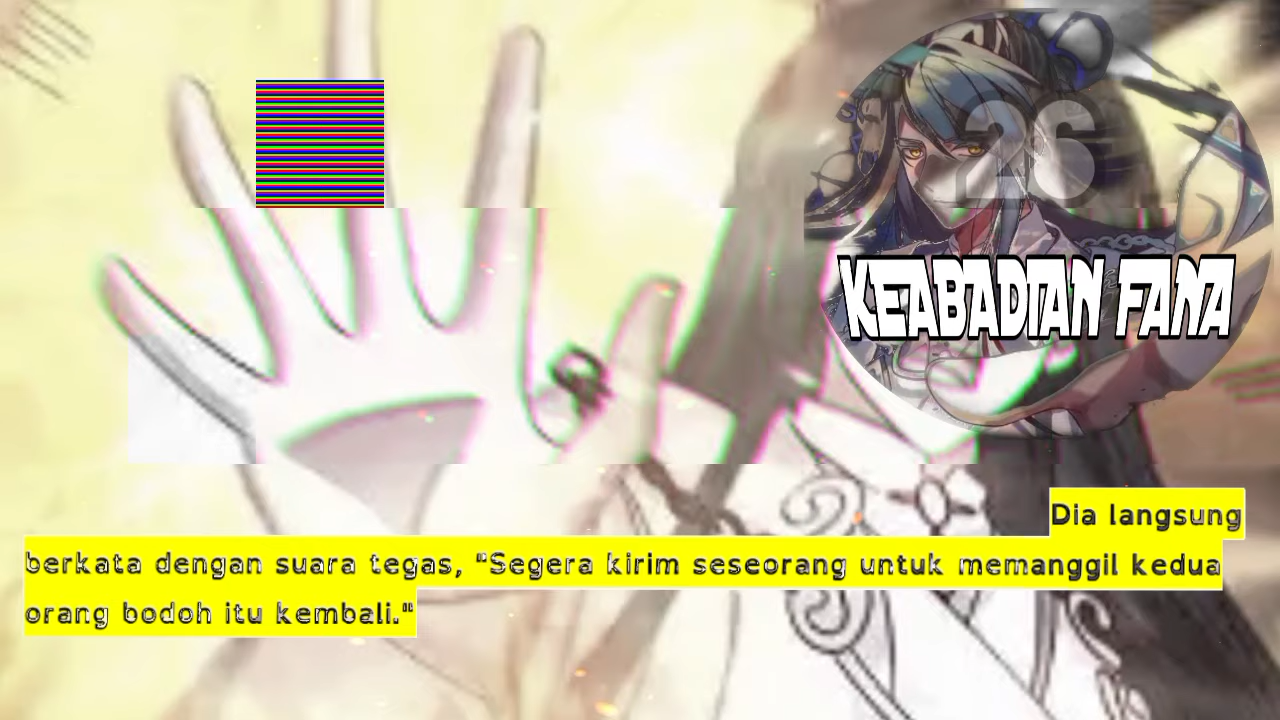 26
KEABADIAN FANA
Dia langsung
berkata dengan suara tegas, "Segera kirim seseorang untuk memanggil kedua
orang bodoh itu kembali."